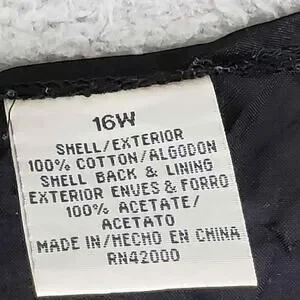 16W
SHELL/EXTERIOR
100% COTTON/ALGODON
SHELL BACK & LINING
EXTERIOR ENVES & FORRO
100% ACETATE/
ACETATO
MADE IN/HECHO EN CHINA
RN42000